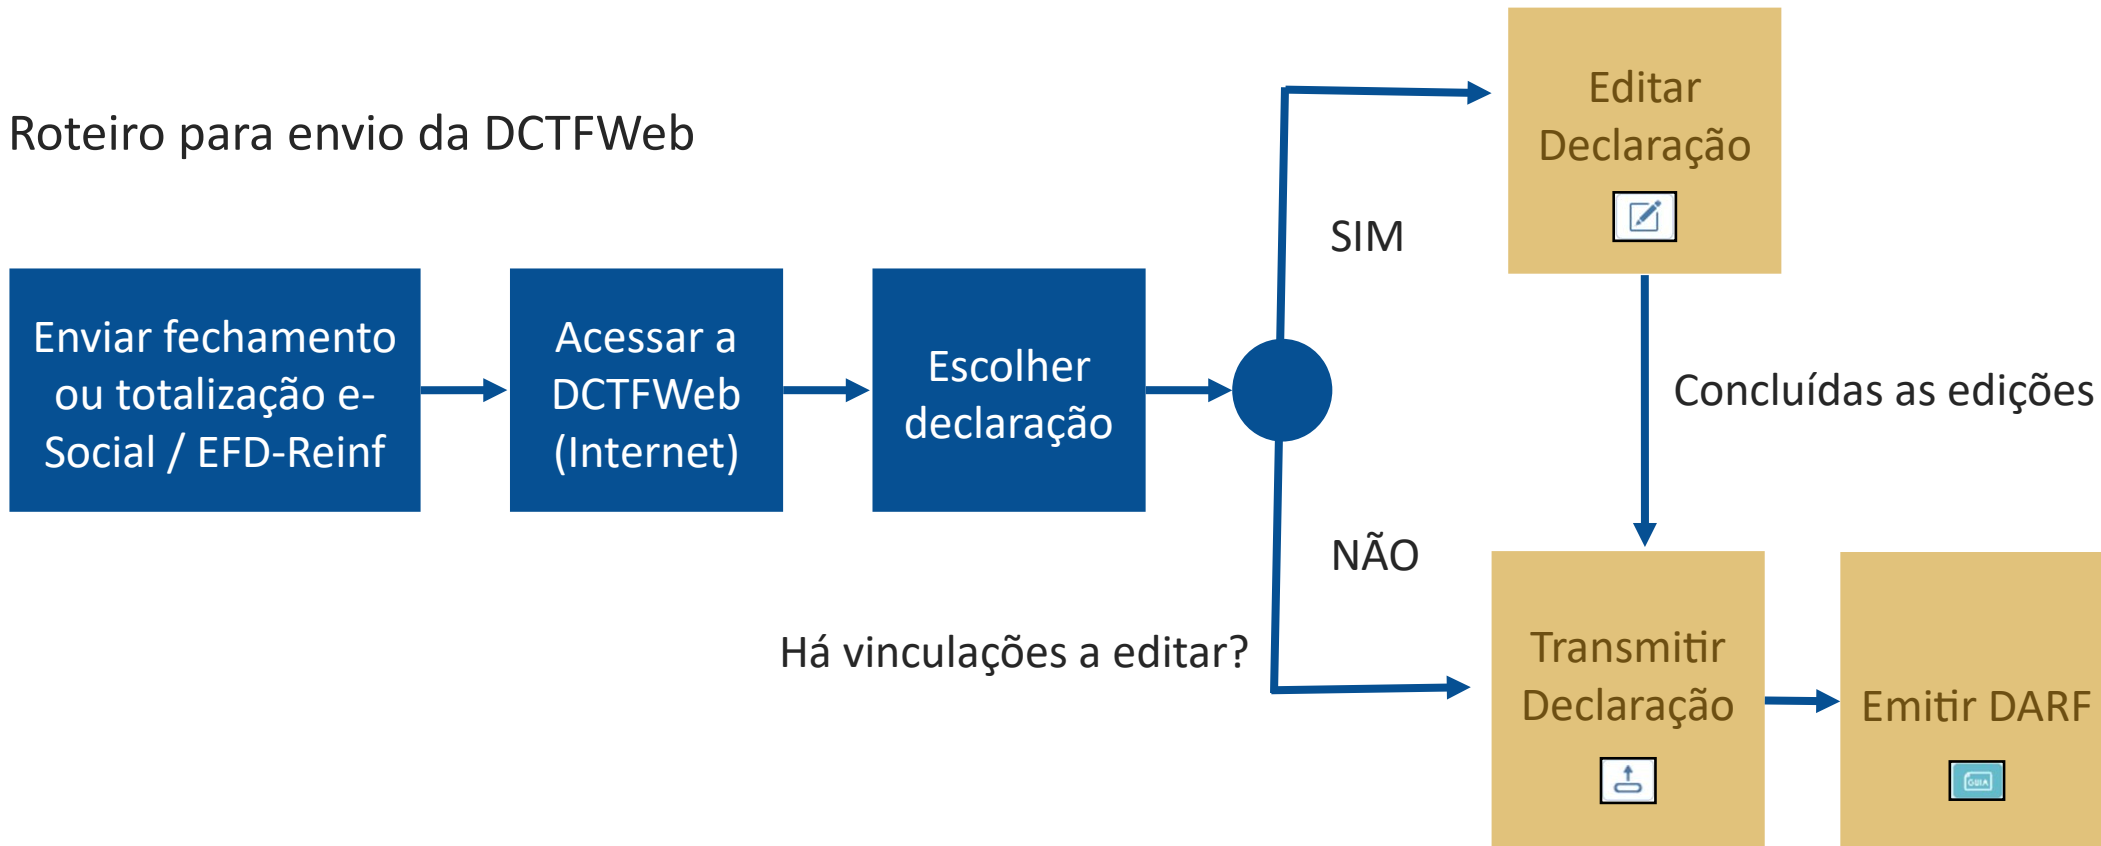 Roteiro para envio da DCTFWeb
Enviar fechamento
ou totalização e-
Social / EFD-Reinf
Acessar a
DCTFWeb
(Internet)
Escolher
declaração
Há vinculações a editar?
SIM
NÃO
Editar
Declaração
Concluídas as edições
Transmitir
Declaração
Emitir DARF
GUIA